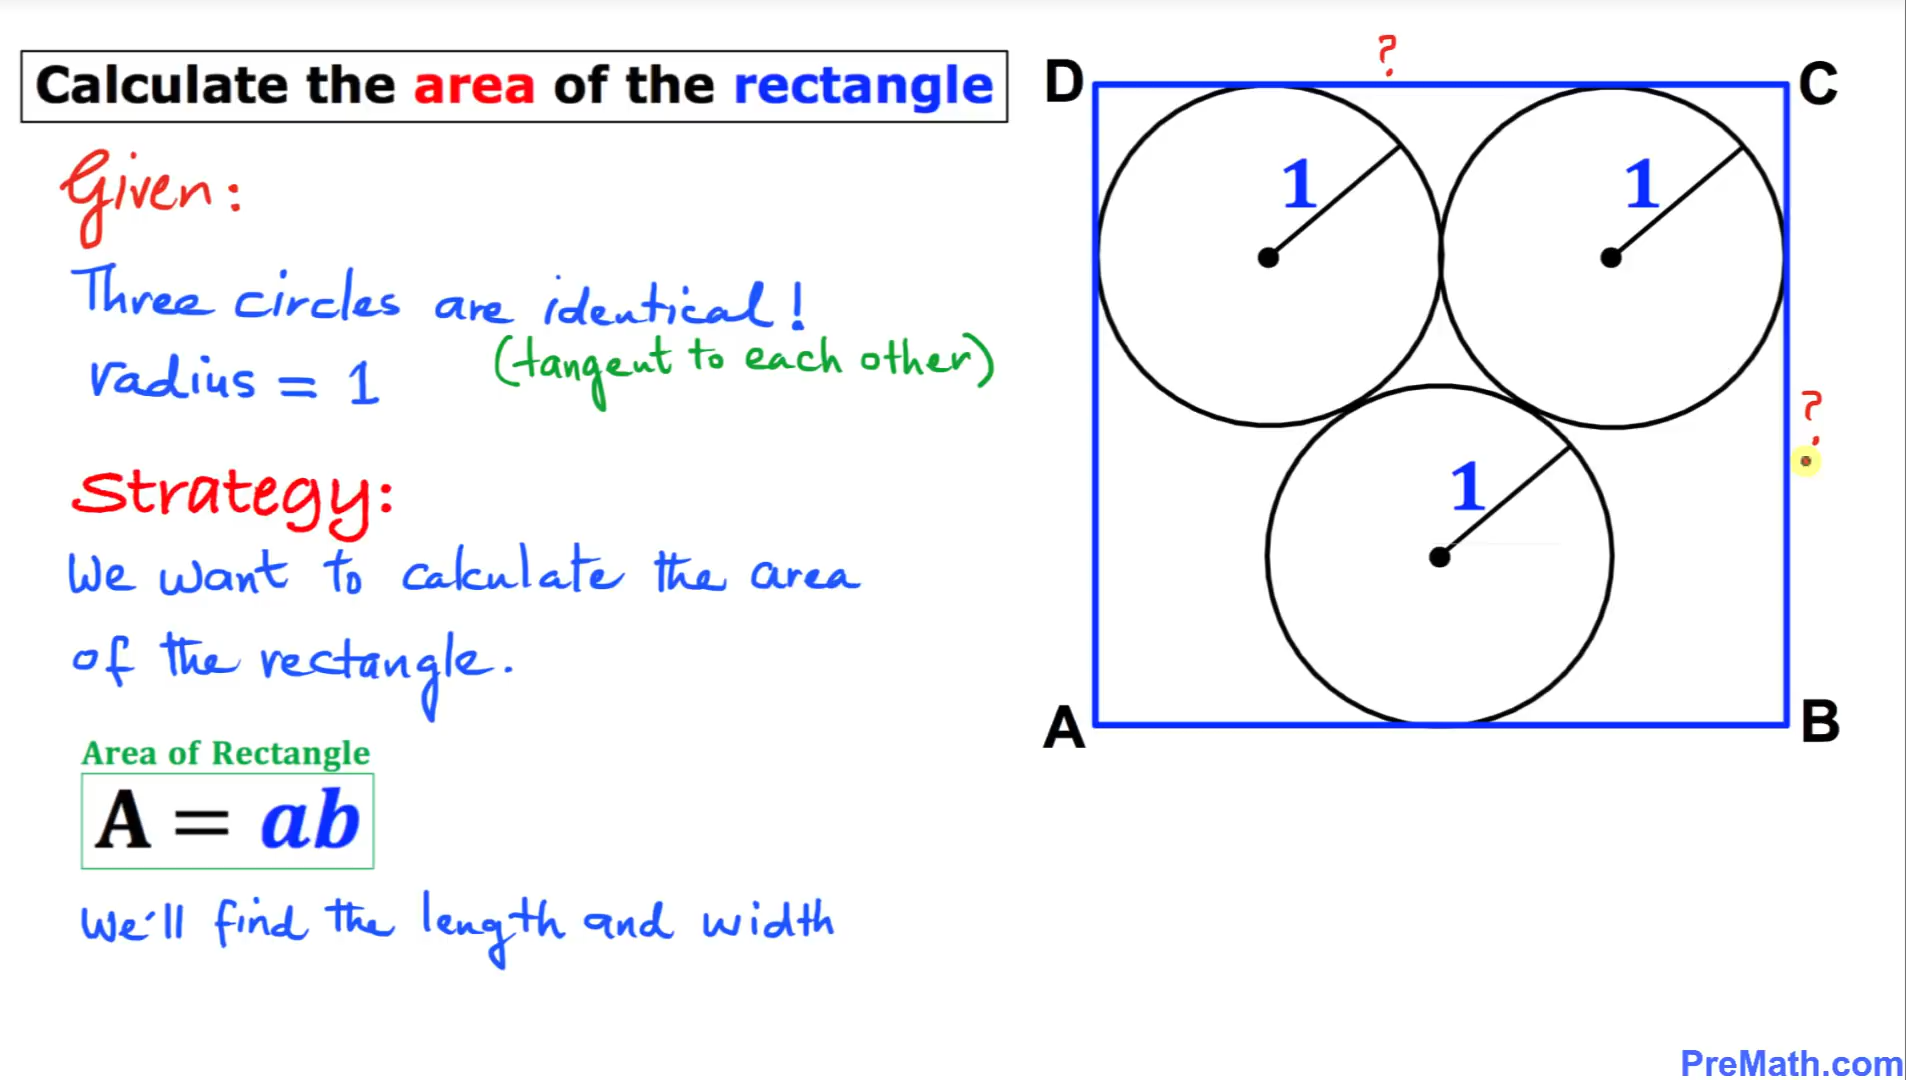 Calculate the area of the rectangle
Given:
Three circles are identical!
radius = 1 (tangent to each other)
Strategy:
We want to calculate the area
of the rectangle.
Area of Rectangle
A = ab
We'll find the length and width
?
D
C
1
1
?
1
A
B
PreMath.com